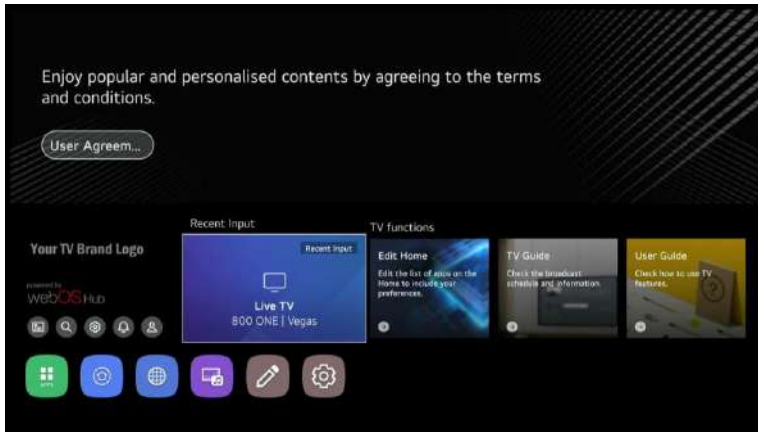 Enjoy popular and personalised contents by agreeing to the terms
and conditions.
User Agreem...
Recent Input
TV functions
Your TV Brand Logo
powered by
webOS HUB
Recent Input
Live TV
800 ONE | Vegas
Edit Home
Edit the list of apps on the
Home to include your
preferences.
TV Guide
Check the broadcast
schedule and information.
User Guide
Check how to use TV
features.
APPS